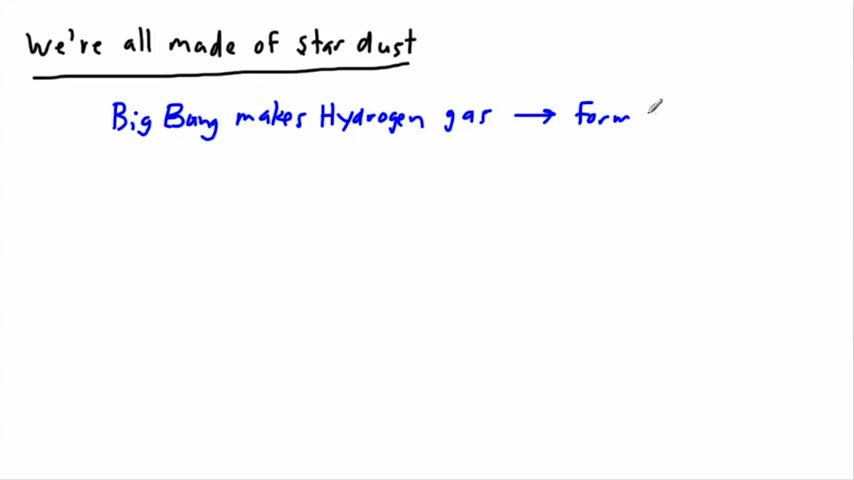 We're all made of star dust
Big Bang makes Hydrogen gas → form